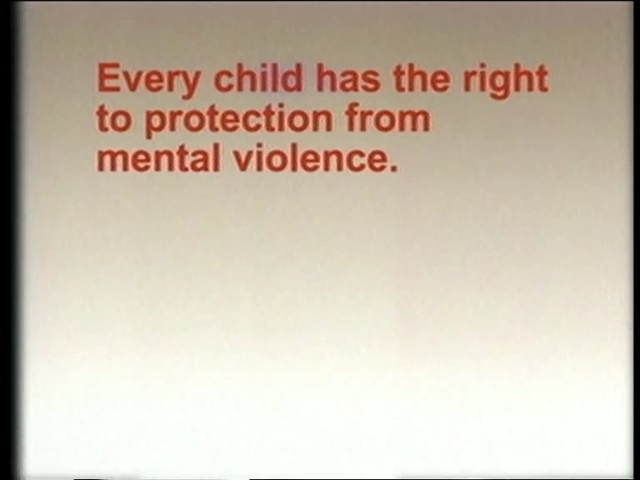 Every child has the right
to protection from
mental violence.